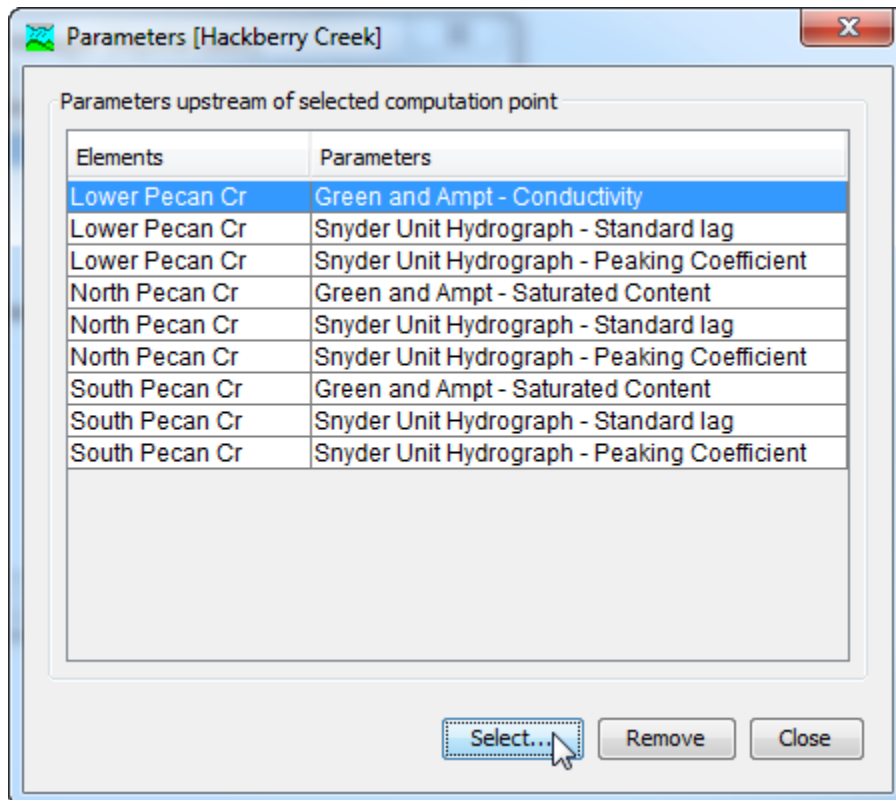 Parameters [Hackberry Creek]
Parameters upstream of selected computation point
Elements Parameters
Lower Pecan Cr Green and Ampt - Conductivity
Lower Pecan Cr Snyder Unit Hydrograph - Standard lag
Lower Pecan Cr Snyder Unit Hydrograph - Peaking Coefficient
North Pecan Cr Green and Ampt - Saturated Content
North Pecan Cr Snyder Unit Hydrograph - Standard lag
North Pecan Cr Snyder Unit Hydrograph - Peaking Coefficient
South Pecan Cr Green and Ampt - Saturated Content
South Pecan Cr Snyder Unit Hydrograph - Standard lag
South Pecan Cr Snyder Unit Hydrograph - Peaking Coefficient
Select... Remove Close